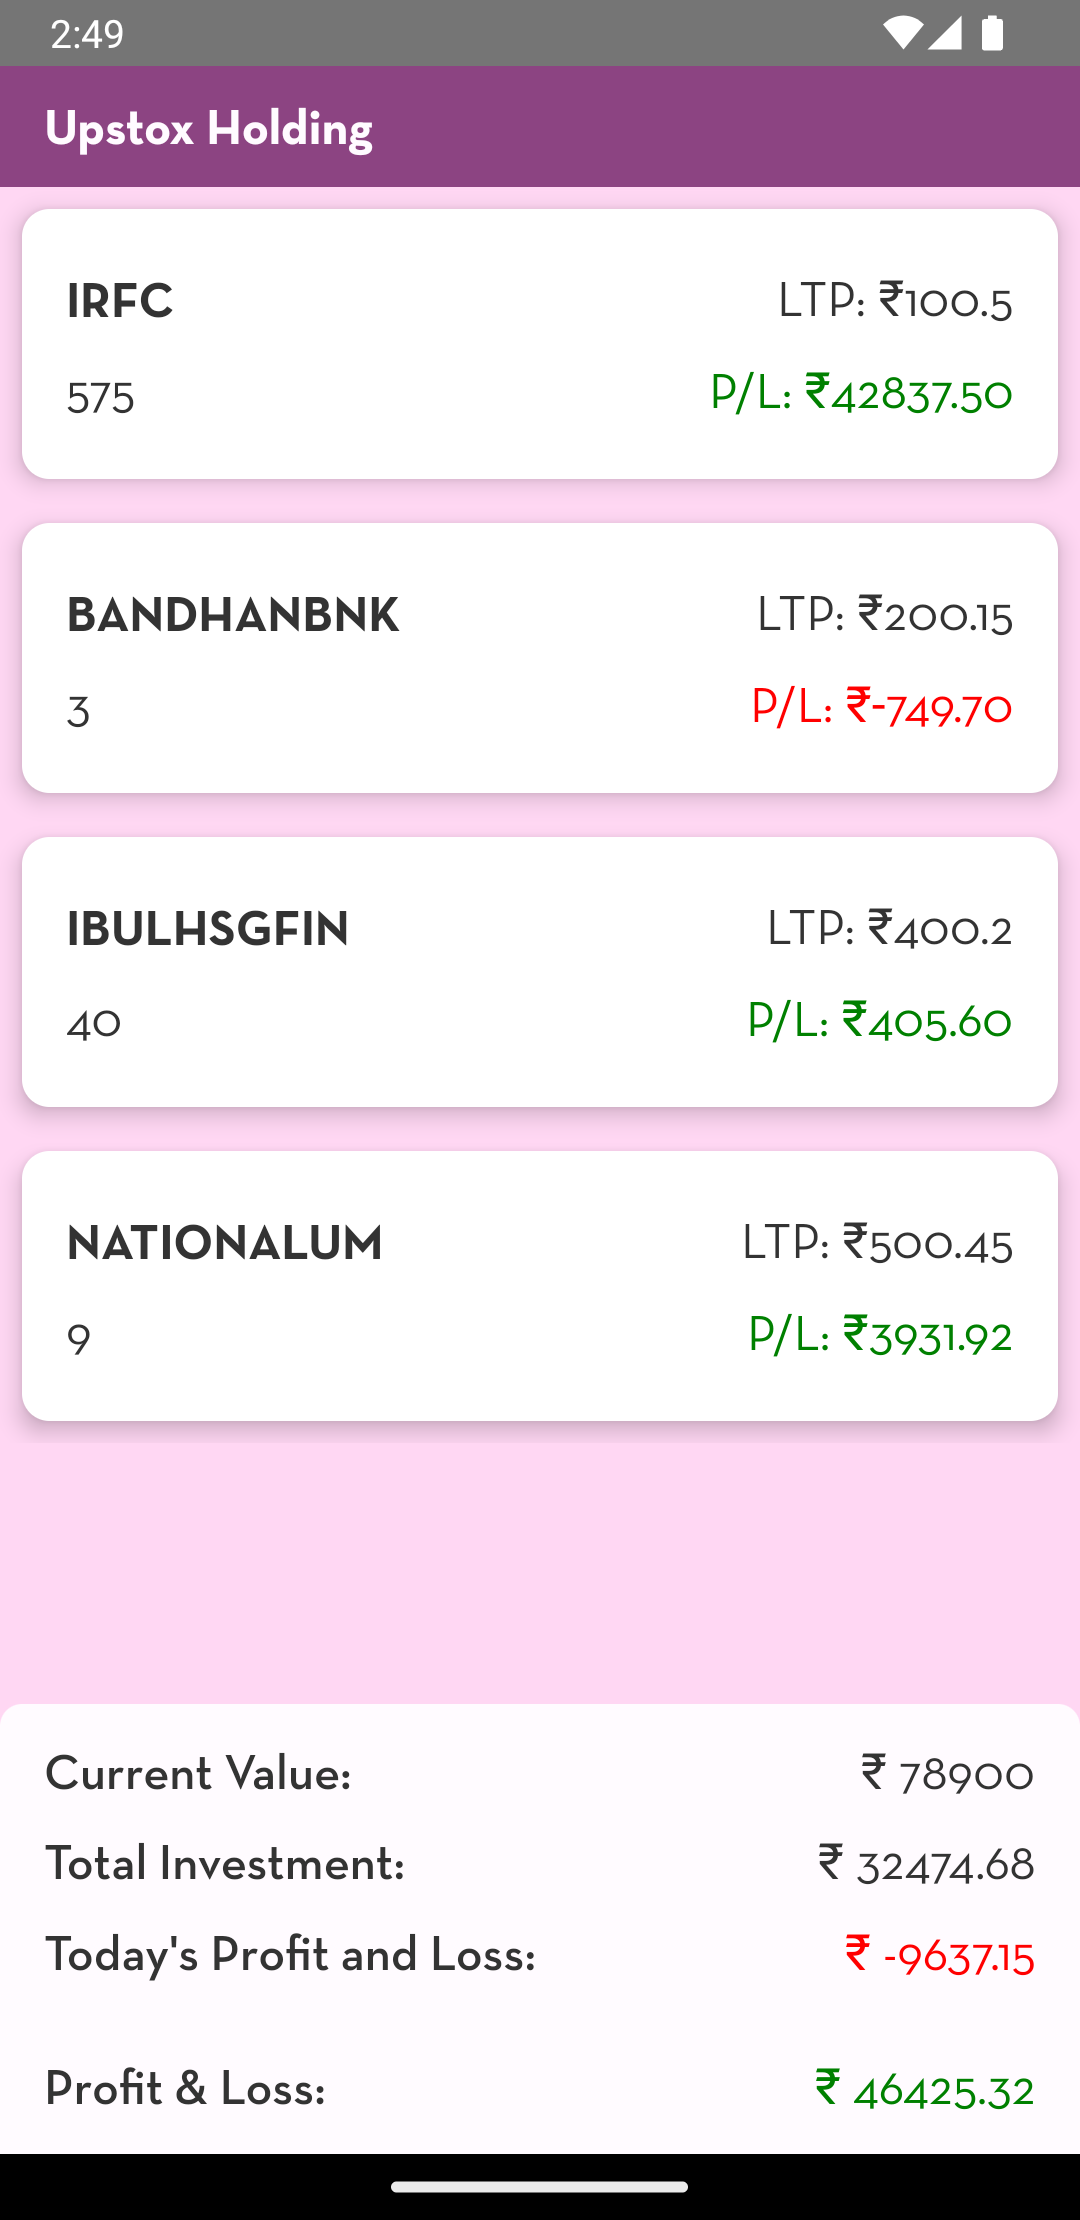 2:49
Upstox Holding
IRFC LTP: ₹100.5
575 P/L: ₹42837.50
BANDHANBNK LTP: ₹200.15
3 P/L: ₹-749.70
IBULHSGFIN LTP: ₹400.2
40 P/L: ₹405.60
NATIONALUM LTP: ₹500.45
9 P/L: ₹3931.92
Current Value: ₹ 78900
Total Investment: ₹ 32474.68
Today's Profit and Loss: ₹ -9637.15
Profit & Loss: ₹ 46425.32